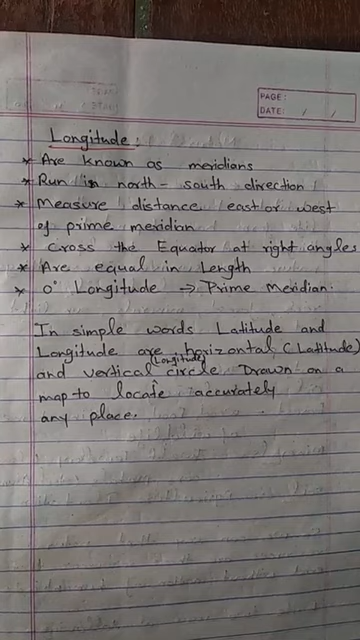 PAGE:
DATE: / /
Longitude:
* Are known as meridians
* Run in north-south direction
* Measure distance east or west
of prime meridian
* Cross the Equator at right angles
* Are equal in Length
* 0° Longitude → Prime Meridian.
In simple words Latitude and
Longitude are horizontal (Latitude)
and vertical (Longitude) circle Drawn on a
map to locate accurately
any place.